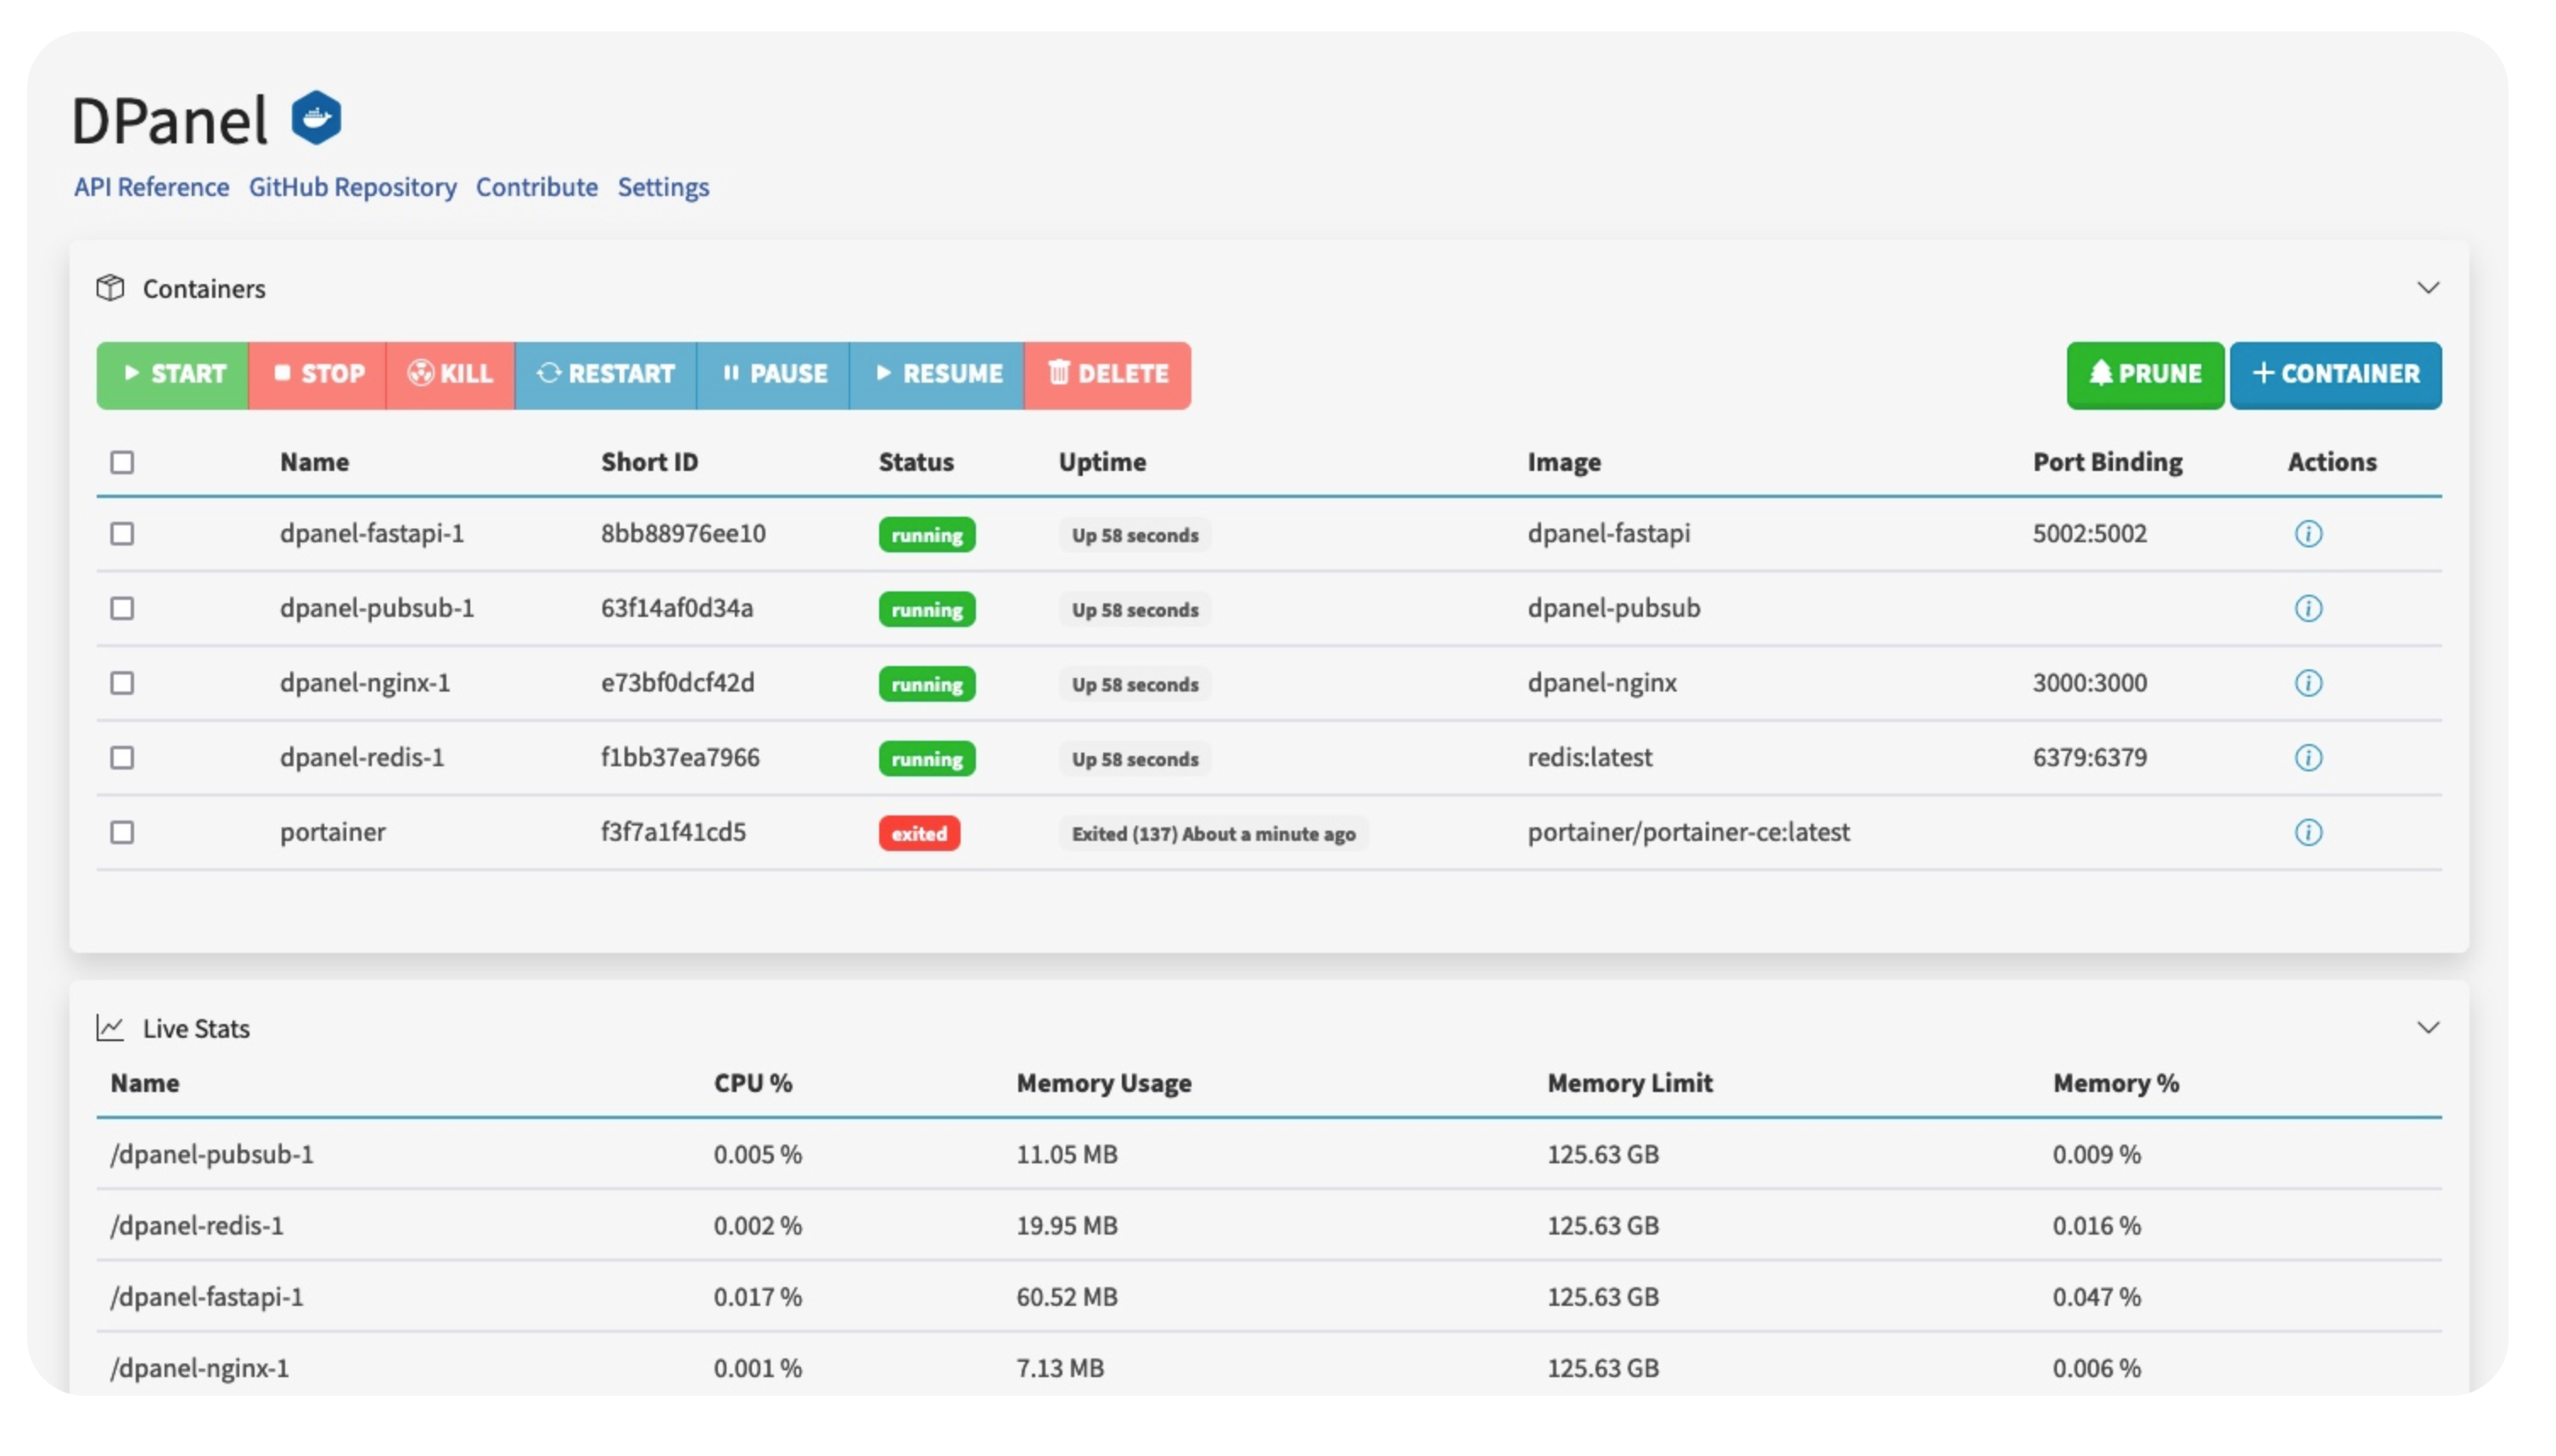 DPanel
API Reference GitHub Repository Contribute Settings
Containers
START STOP KILL RESTART PAUSE RESUME DELETE PRUNE + CONTAINER
Name Short ID Status Uptime Image Port Binding Actions
dpanel-fastapi-1 8bb88976ee10 running Up 58 seconds dpanel-fastapi 5002:5002
dpanel-pubsub-1 63f14af0d34a running Up 58 seconds dpanel-pubsub
dpanel-nginx-1 e73bf0dcf42d running Up 58 seconds dpanel-nginx 3000:3000
dpanel-redis-1 f1bb37ea7966 running Up 58 seconds redis:latest 6379:6379
portainer f3f7a1f41cd5 exited Exited (137) About a minute ago portainer/portainer-ce:latest
Live Stats
Name CPU % Memory Usage Memory Limit Memory %
/dpanel-pubsub-1 0.005 % 11.05 MB 125.63 GB 0.009 %
/dpanel-redis-1 0.002 % 19.95 MB 125.63 GB 0.016 %
/dpanel-fastapi-1 0.017 % 60.52 MB 125.63 GB 0.047 %
/dpanel-nginx-1 0.001 % 7.13 MB 125.63 GB 0.006 %